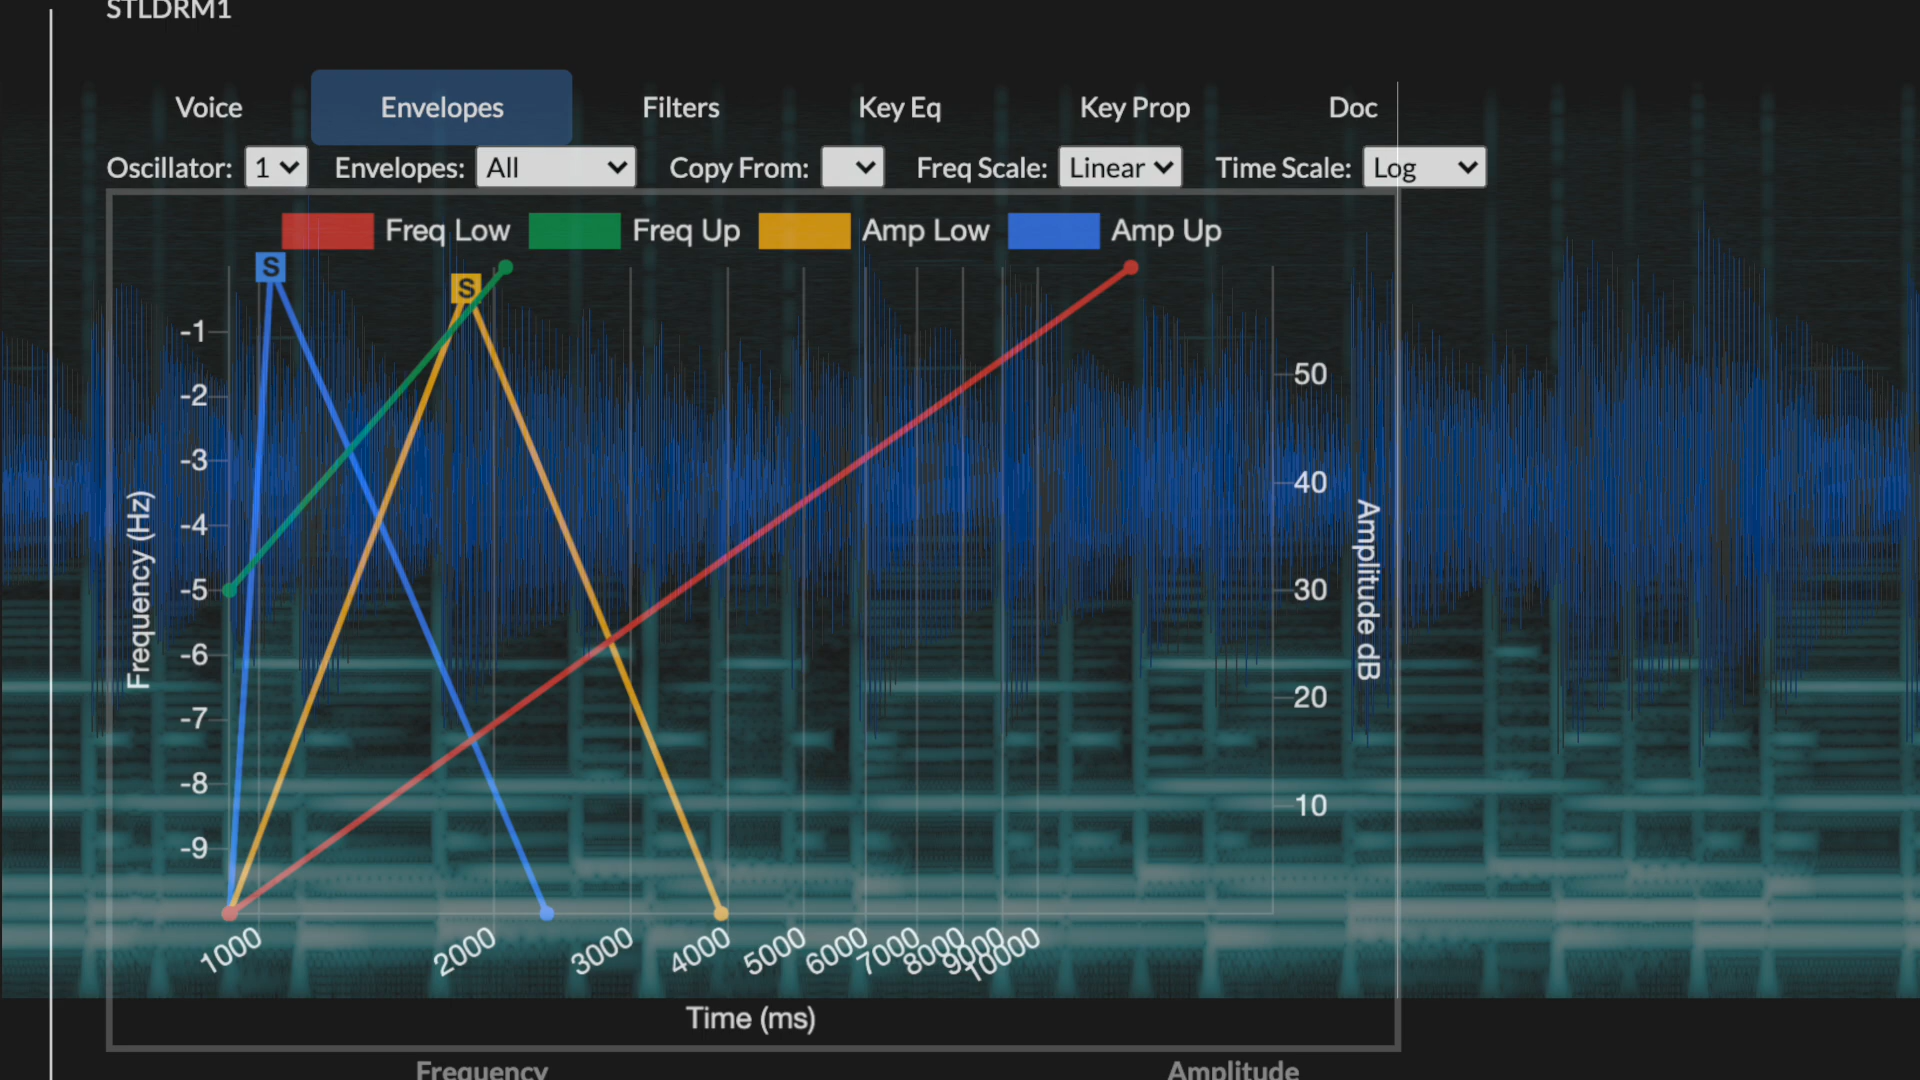 STLDRM1
Voice Envelopes Filters Key Eq Key Prop Doc
Oscillator: 1 Envelopes: All Copy From: Freq Scale: Linear Time Scale: Log
Freq Low Freq Up Amp Low Amp Up
S
S
-1
-2
-3
-4
-5
-6
-7
-8
-9
Frequency (Hz)
50
40
30
20
10
Amplitude dB
1000 2000 3000 4000 5000 6000 7000 8000 9000 10000
Time (ms)
Frequency Amplitude